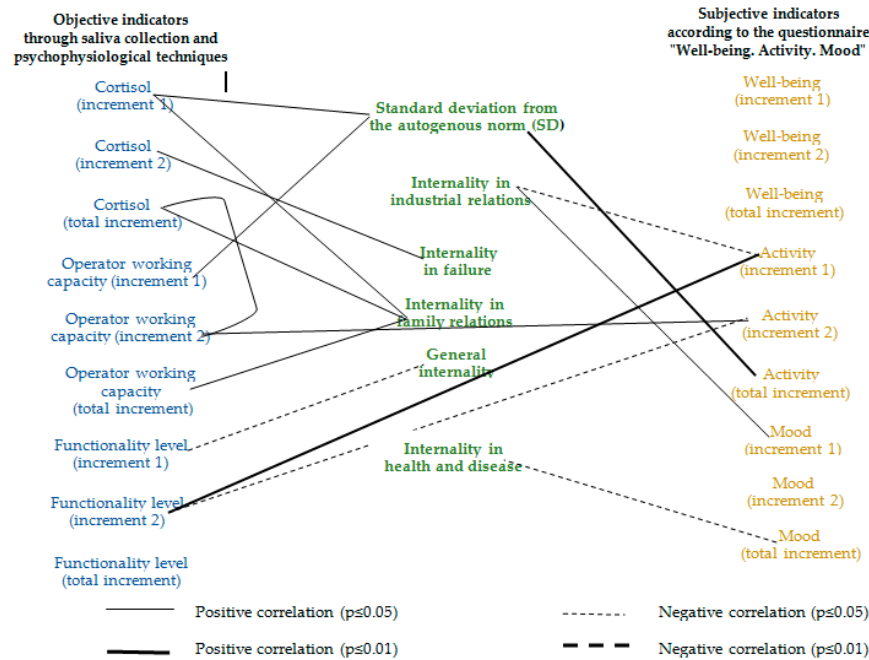 Objective indicators
through saliva collection and
psychophysiological techniques
Cortisol
(increment 1)
Cortisol
(increment 2)
Cortisol
(total increment)
Operator working
capacity (increment 1)
Operator working
capacity (increment 2)
Operator working
capacity
(total increment)
Functionality level
(increment 1)
Functionality level
(increment 2)
Functionality level
(total increment)
Standard deviation from
the autogenous norm (SD)
Internality in
industrial relations
Internality
in failure
Internality in
family relations
General
internality
Internality in
health and disease
Subjective indicators
according to the questionnaire
"Well-being. Activity. Mood"
Well-being
(increment 1)
Well-being
(increment 2)
Well-being
(total increment)
Activity
(increment 1)
Activity
(increment 2)
Activity
(total increment)
Mood
(increment 1)
Mood
(increment 2)
Mood
(total increment)
Positive correlation (p≤0.05)
Negative correlation (p≤0.05)
Positive correlation (p≤0.01)
Negative correlation (p≤0.01)